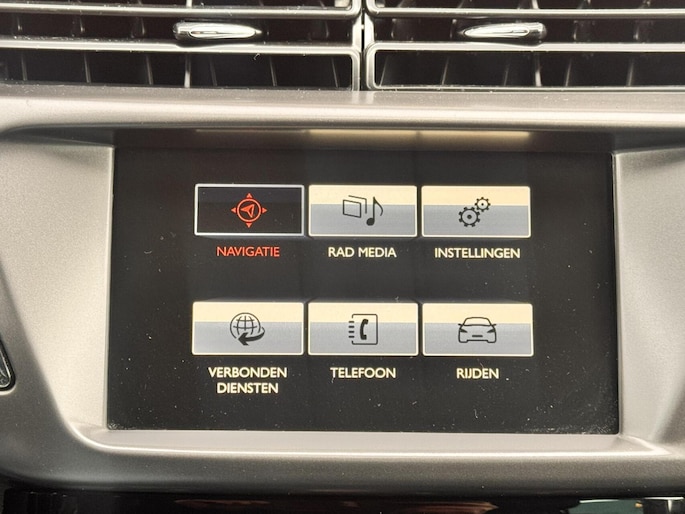 NAVIGATIE
RAD MEDIA
INSTELLINGEN
VERBONDEN
DIENSTEN
TELEFOON
RIJDEN